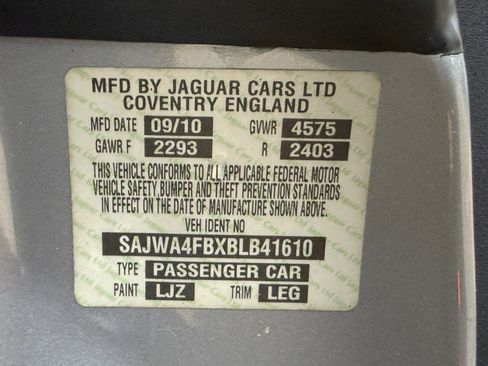 MFD BY JAGUAR CARS LTD
COVENTRY ENGLAND
MFD DATE 09/10 GVWR 4575
GAWR F 2293 R 2403
THIS VEHICLE CONFORMS TO ALL APPLICABLE FEDERAL MOTOR
VEHICLE SAFETY, BUMPER AND THEFT PREVENTION STANDARDS
IN EFFECT ON THE DATE OF MANUFACTURE SHOWN ABOVE.
VEH IDENT NO
SAJWA4FBXBLB41610
TYPE PASSENGER CAR
PAINT LJZ TRIM LEG